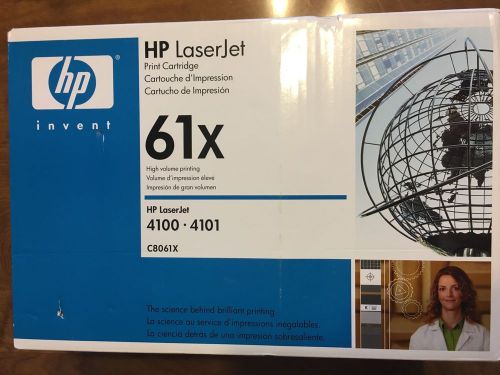 hp
invent
HP LaserJet
Print Cartridge
Cartouche d'Impression
Cartucho de Impresión
61x
High volume printing
Volume d'impression élevé
Impresión de gran volumen
HP LaserJet
4100 · 4101
C8061X
The science behind brilliant printing.
La science au service d'impressions inégalables.
La ciencia detrás de una impresión sobresaliente.